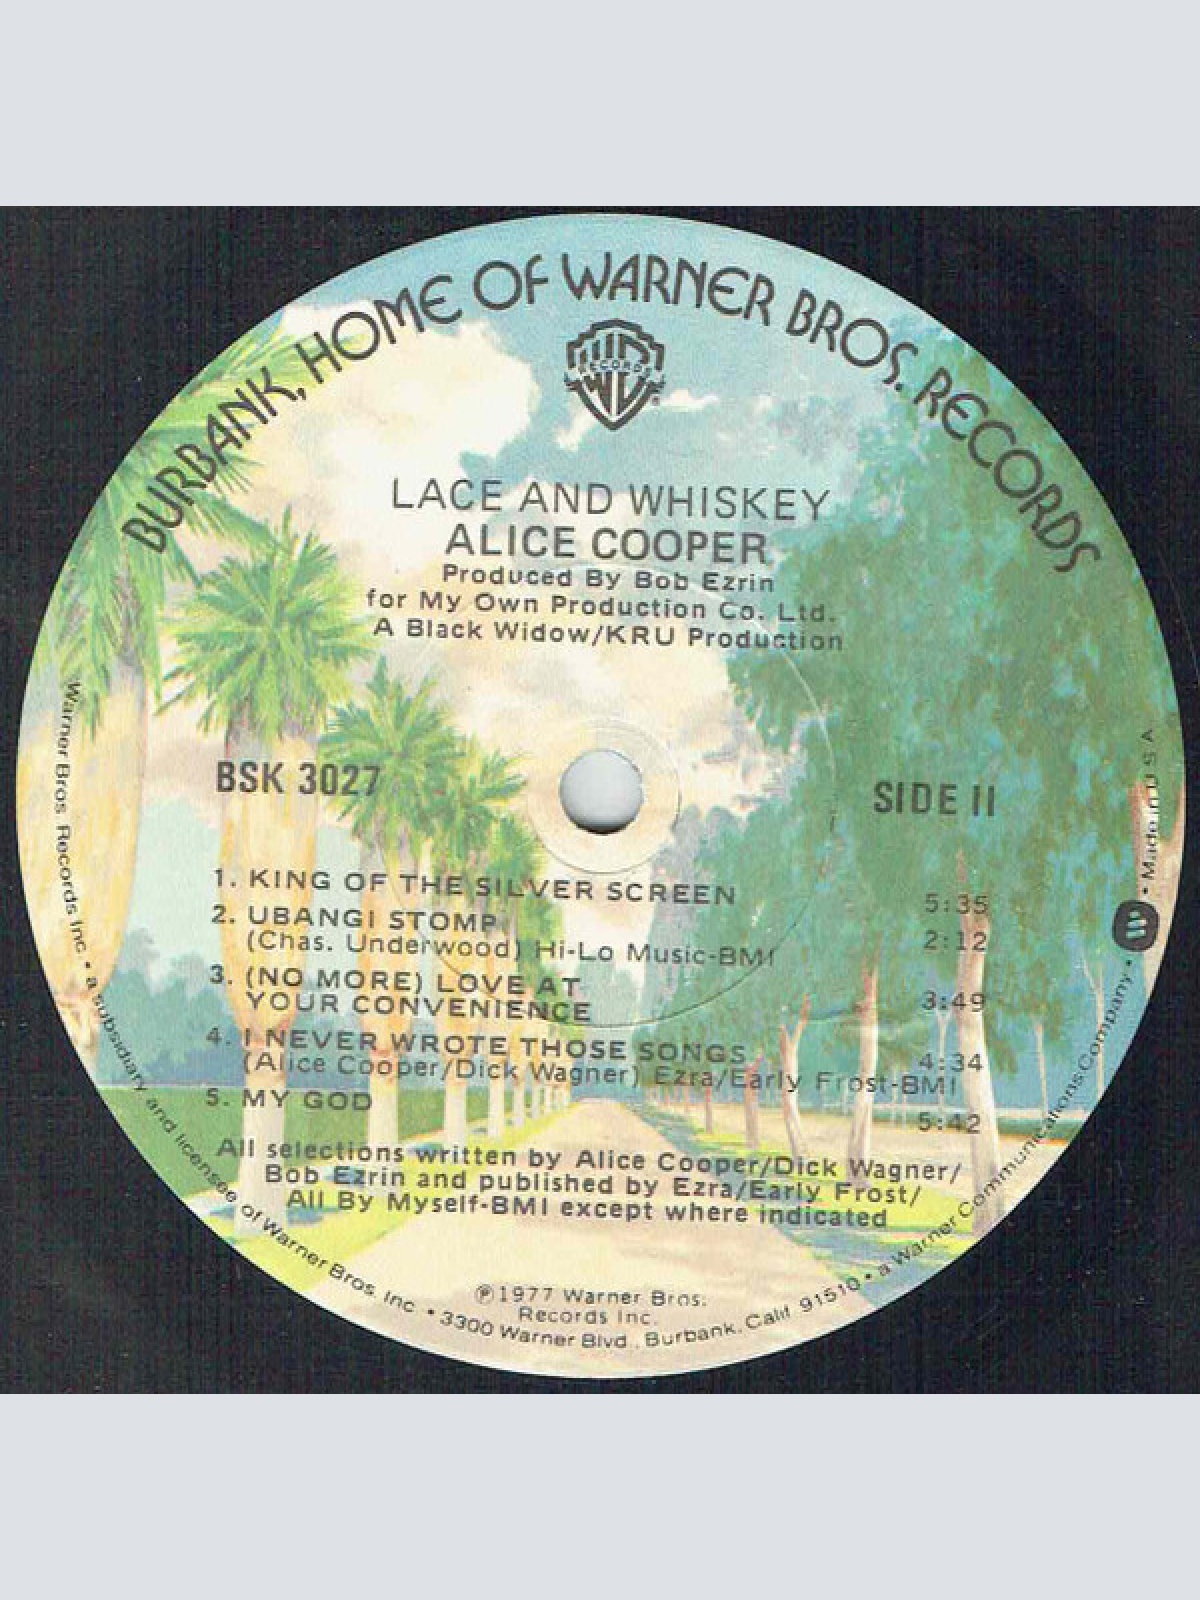 BURBANK, HOME OF WARNER BROS. RECORDS
RECORDS
LACE AND WHISKEY
ALICE COOPER
Produced By Bob Ezrin
for My Own Production Co. Ltd.
A Black Widow/KRU Production
BSK 3027
SIDE II
1. KING OF THE SILVER SCREEN 5:35
2. UBANGI STOMP 2:12
(Chas. Underwood) Hi-Lo Music-BMI
3. (NO MORE) LOVE AT
YOUR CONVENIENCE 3:49
4. I NEVER WROTE THOSE SONGS 4:34
(Alice Cooper/Dick Wagner) Ezra/Early Frost-BMI
5. MY GOD 5:42
All selections written by Alice Cooper/Dick Wagner/
Bob Ezrin and published by Ezra/Early Frost/
All By Myself-BMI except where indicated
℗1977 Warner Bros.
Records Inc.
Warner Bros. Records Inc. • a subsidiary and licensee of Warner Bros. Inc. • 3300 Warner Blvd., Burbank, Calif. 91510 • a Warner Communications Company • Made in U S A